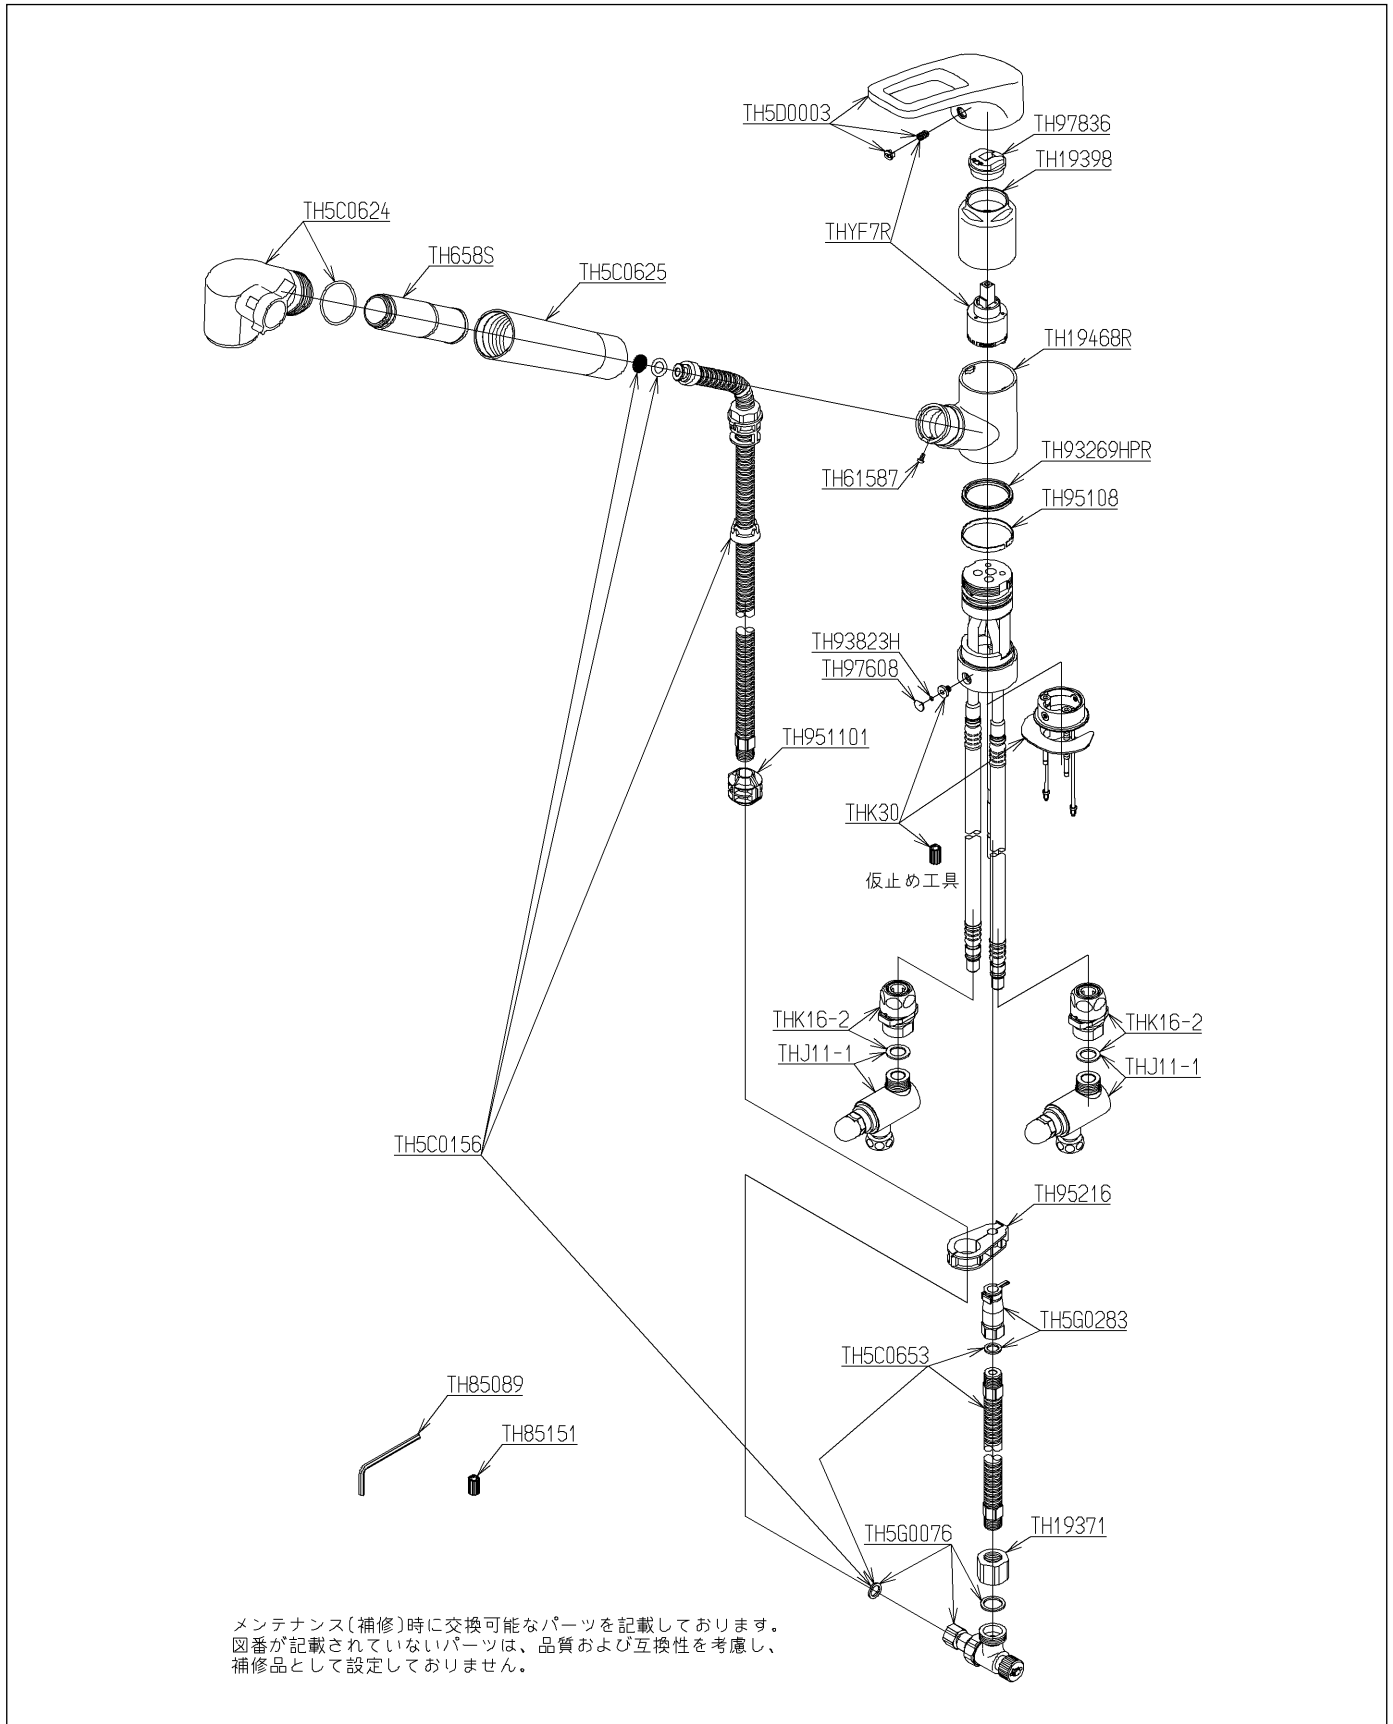 TH5D0003
TH97836
TH19398
TH5C0624
THYF7R
TH658S
TH5C0625
TH19468R
TH93269HPR
TH61587
TH95108
TH93823H
TH97608
TH951101
THK30
仮止め工具
THK16-2
THK16-2
THJ11-1
THJ11-1
TH5C0156
TH95216
TH5G0283
TH5C0653
TH85089
TH85151
TH19371
TH5G0076
メンテナンス(補修)時に交換可能なパーツを記載しております。
図番が記載されていないパーツは、品質および互換性を考慮し、
補修品として設定しておりません。